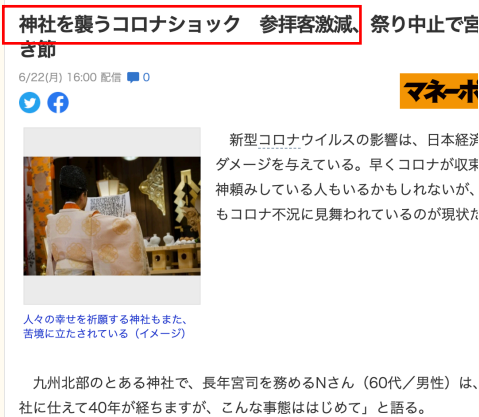 神社を襲うコロナショック　参拝客激減、祭り中止で宮
き節
6/22(月) 16:00 配信 0
マネーポ
新型コロナウイルスの影響は、日本経済
ダメージを与えている。早くコロナが収束
神頼みしている人もいるかもしれないが、
もコロナ不況に見舞われているのが現状だ
人々の幸せを祈願する神社もまた、
苦境に立たされている（イメージ）
九州北部のとある神社で、長年宮司を務めるNさん（60代／男性）は、
社に仕えて40年が経ちますが、こんな事態ははじめて」と語る。